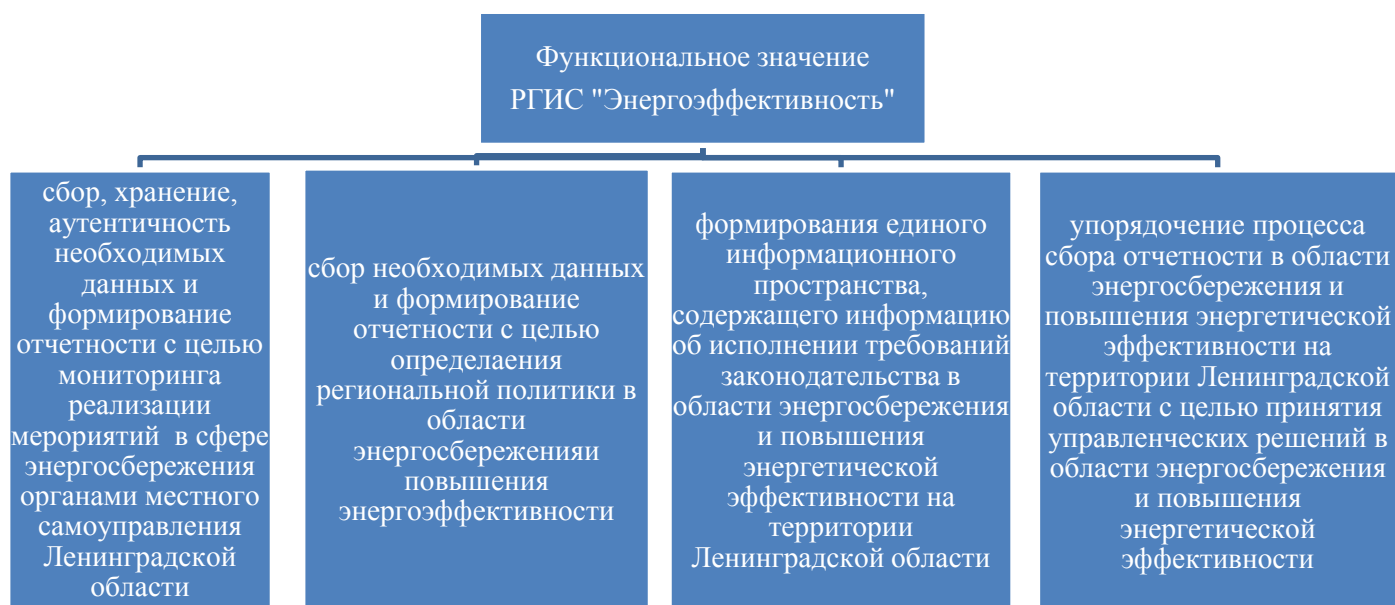 Функциональное значение
РГИС "Энергоэффективность"
сбор, хранение,
аутентичность
необходимых
данных и
формирование
отчетности с целью
мониторинга
реализации
мерориятий в сфере
энергосбережения
органами местного
самоуправления
Ленинградской
области
сбор необходимых данных
и формирование
отчетности с целью
определаения
региональной политики в
области
энергосбереженияи
повышения
энергоэффективности
формирования единого
информационного
пространства,
содержащего информацию
об исполнении требований
законодательства в
области энергосбережения
и повышения
энергетической
эффективности на
территории
Ленинградской области
упорядочение процесса
сбора отчетности в области
энергосбережения и
повышения энергетической
эффективности на
территории Ленинградской
области с целью принятия
управленческих решений в
области энергосбережения
и повышения
энергетической
эффективности